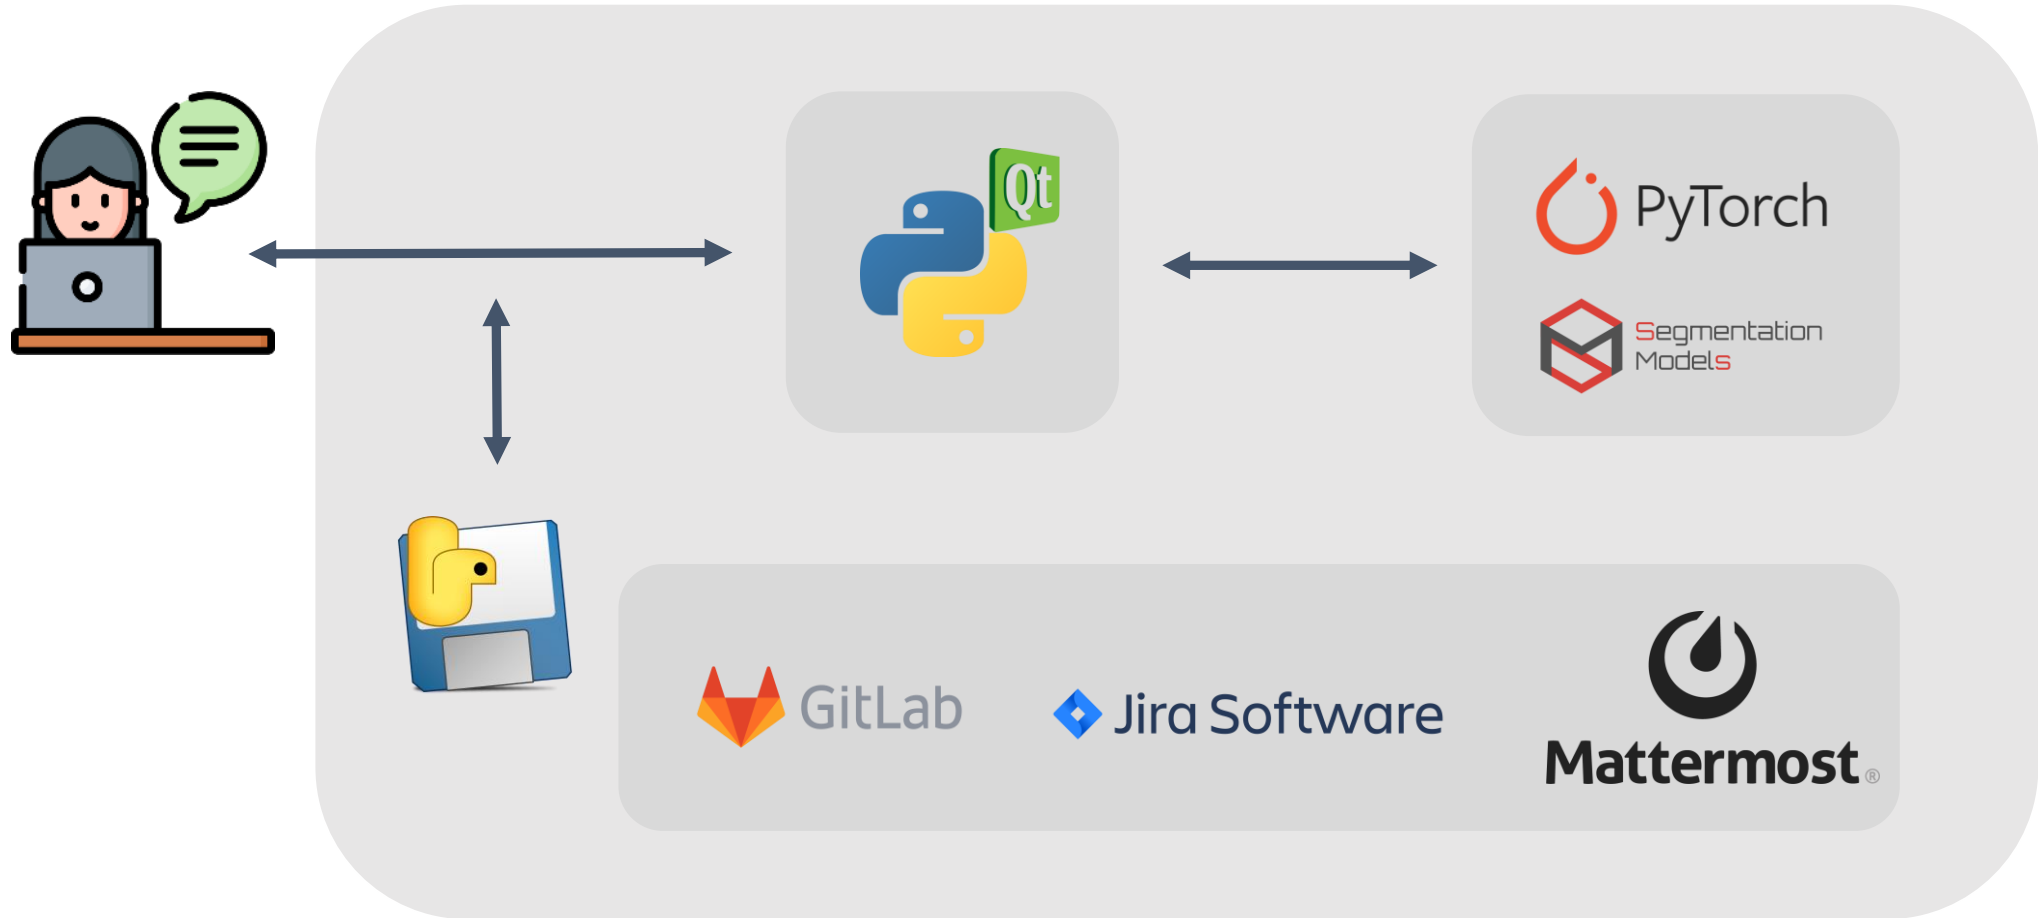 Qt
PyTorch
Segmentation
Models
GitLab
Jira Software
Mattermost®